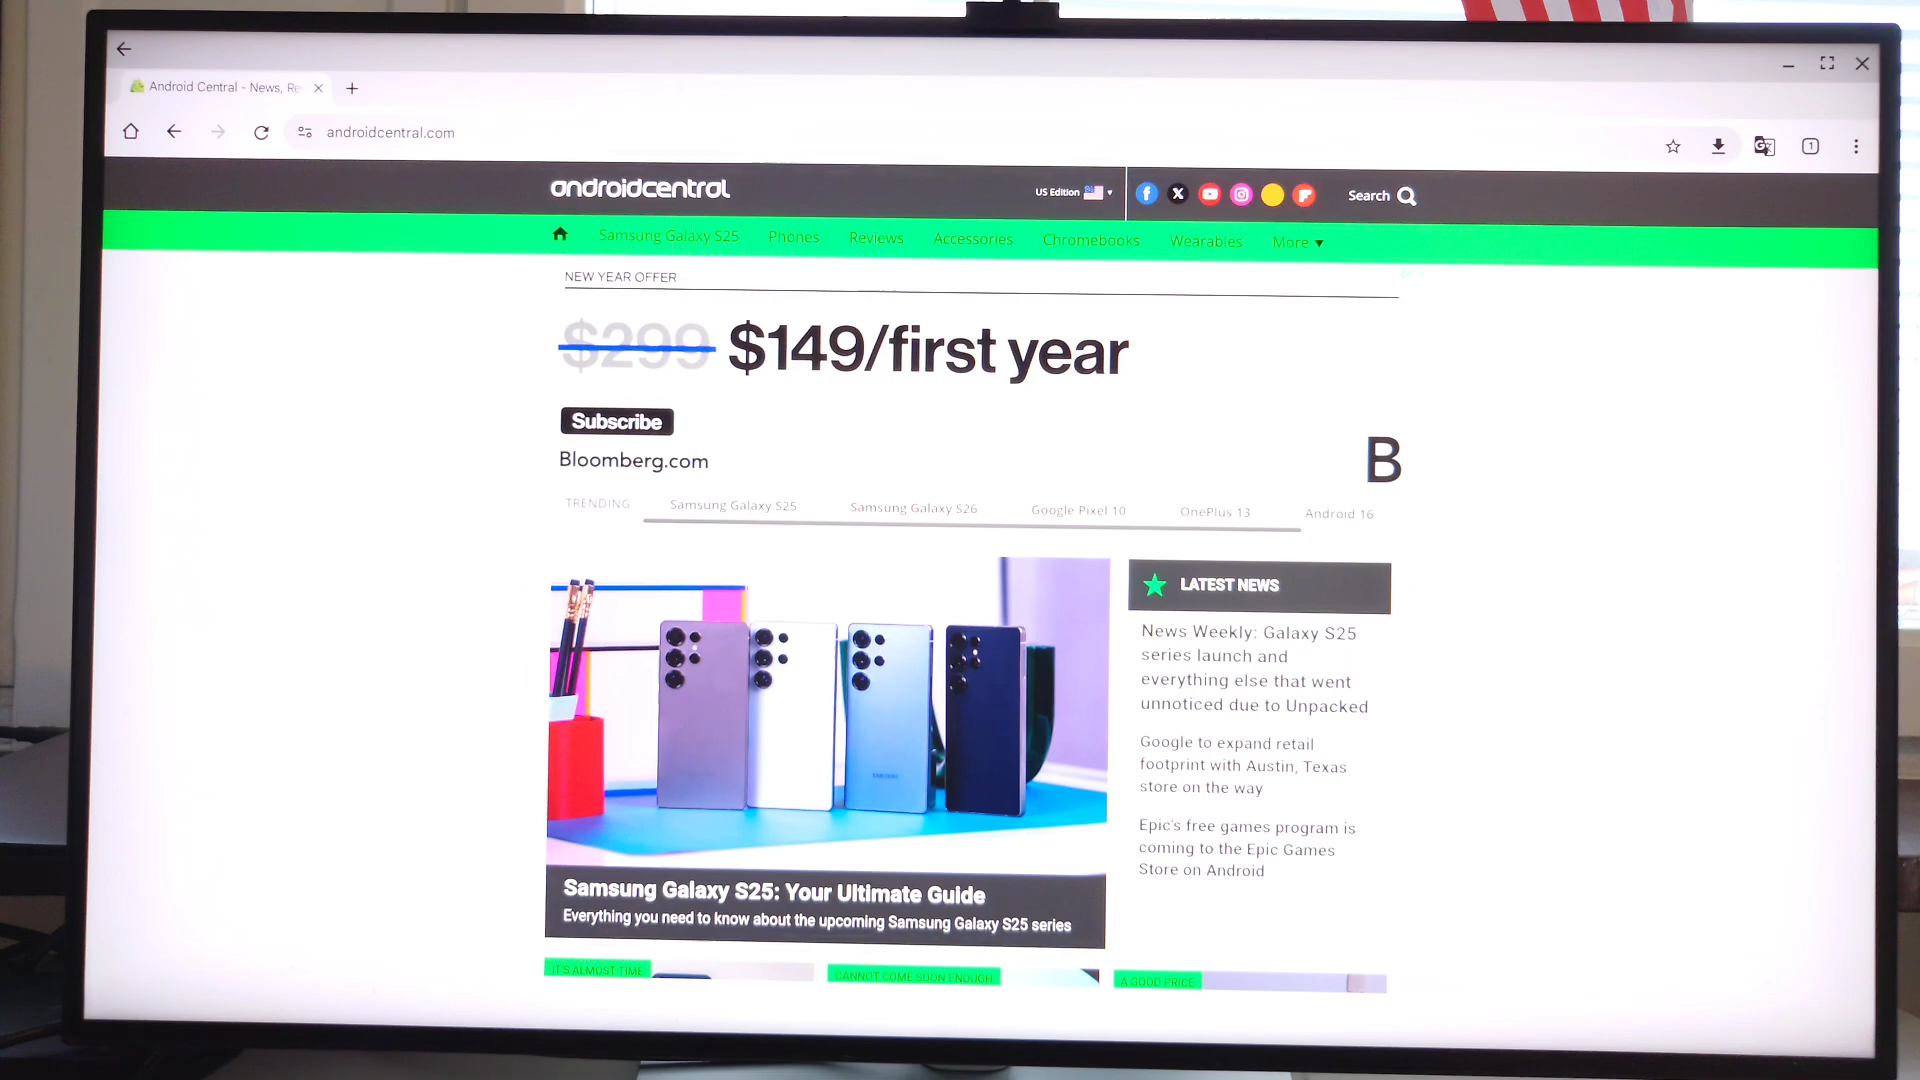 Android Central - News, Re
androidcentral.com
1
androidcentral
US Edition
Search
Samsung Galaxy S25 Phones Reviews Accessories Chromebooks Wearables More
NEW YEAR OFFER
$299 $149/first year
Subscribe
Bloomberg.com
B
TRENDING Samsung Galaxy S25 Samsung Galaxy S26 Google Pixel 10 OnePlus 13 Android 16
SAMSUNG
Samsung Galaxy S25: Your Ultimate Guide
Everything you need to know about the upcoming Samsung Galaxy S25 series
LATEST NEWS
News Weekly: Galaxy S25
series launch and
everything else that went
unnoticed due to Unpacked
Google to expand retail
footprint with Austin, Texas
store on the way
Epic's free games program is
coming to the Epic Games
Store on Android
IT'S ALMOST TIME
CANNOT COME SOON ENOUGH
A GOOD PRICE